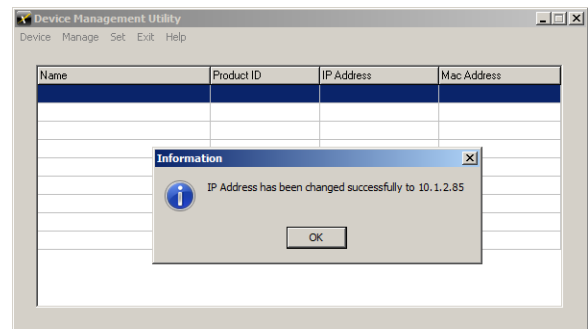 Device Management Utility
Device Manage Set Exit Help
Name Product ID IP Address Mac Address
Information
IP Address has been changed successfully to 10.1.2.85
OK